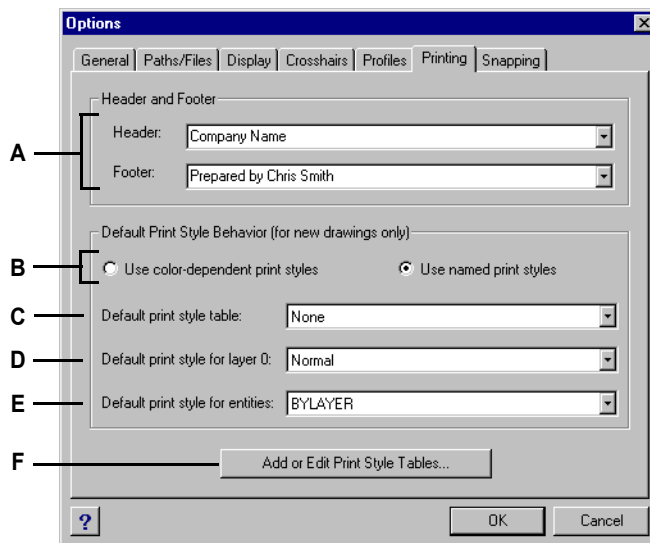 Options
General Paths/Files Display Crosshairs Profiles Printing Snapping
Header and Footer
A
Header: Company Name
Footer: Prepared by Chris Smith
Default Print Style Behavior (for new drawings only)
B Use color-dependent print styles Use named print styles
C Default print style table: None
D Default print style for layer 0: Normal
E Default print style for entities: BYLAYER
F Add or Edit Print Style Tables...
? OK Cancel